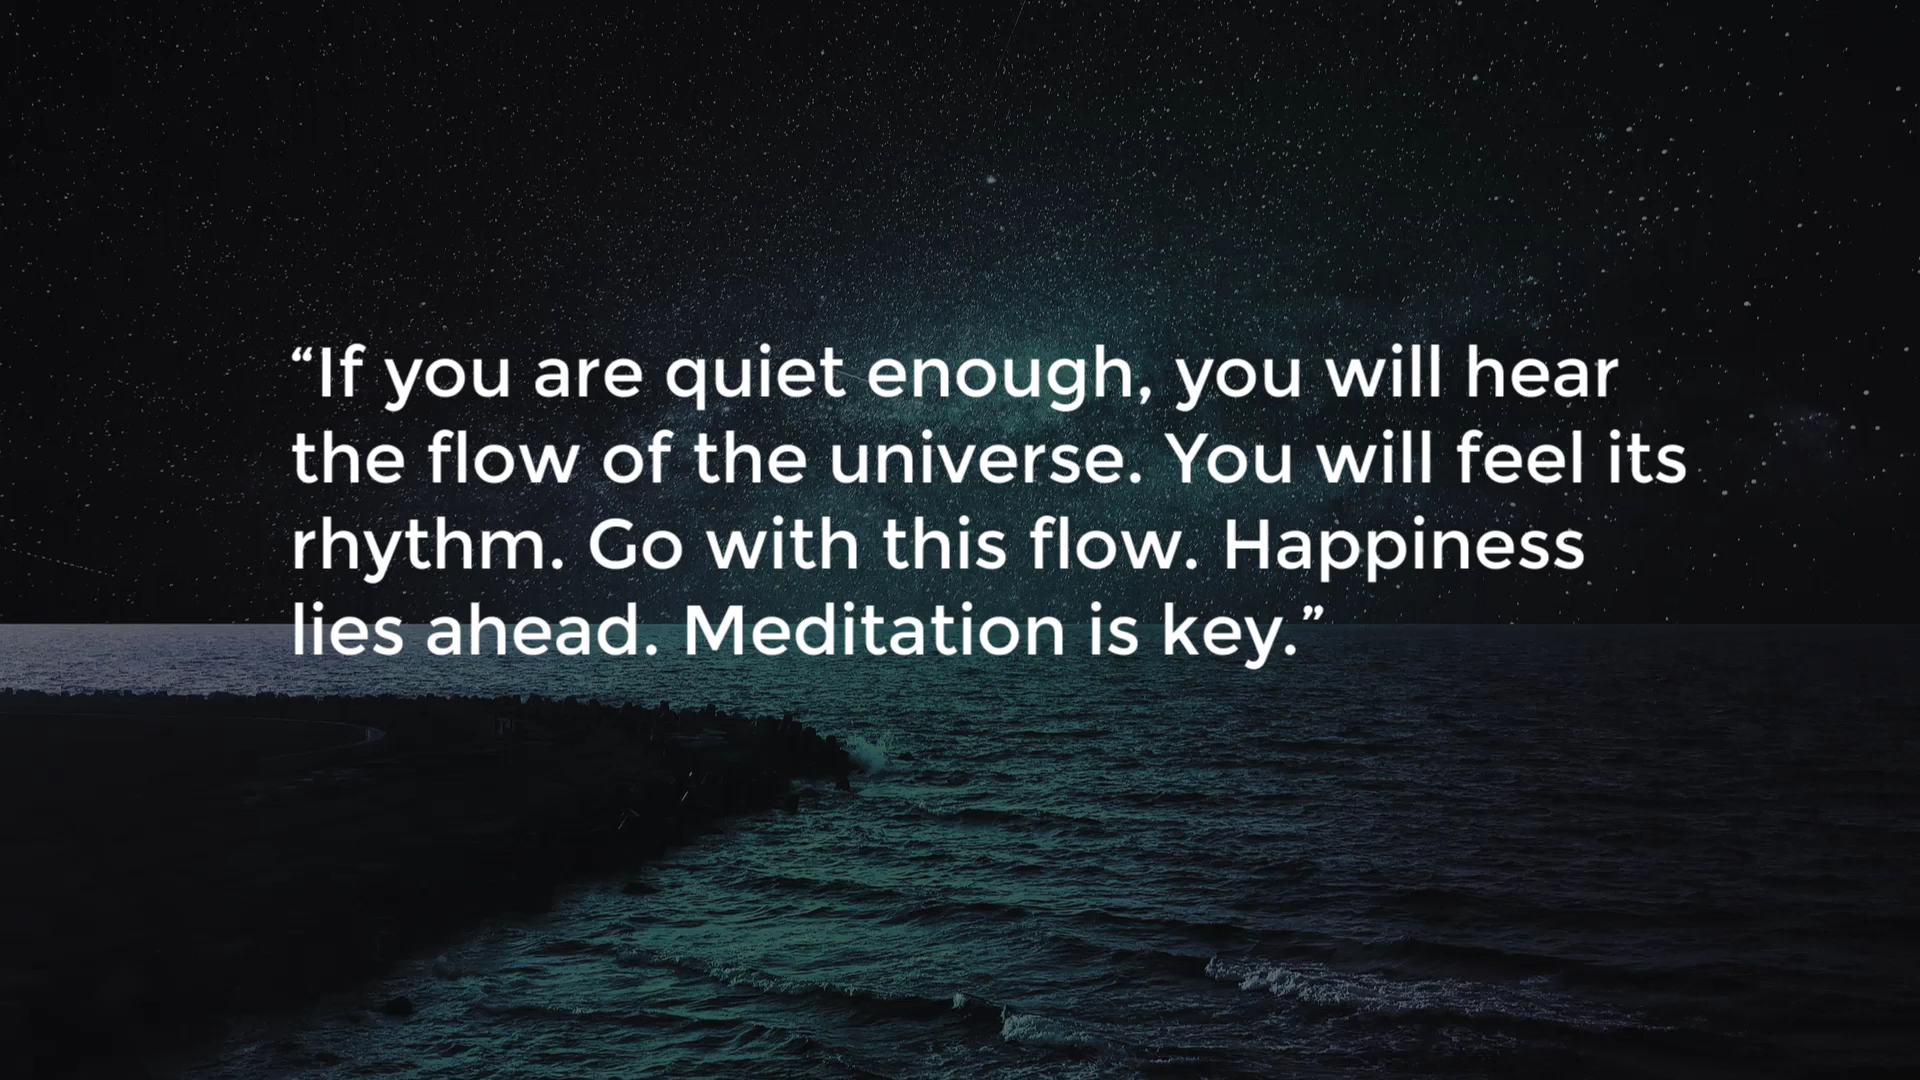 “If you are quiet enough, you will hear
the flow of the universe. You will feel its
rhythm. Go with this flow. Happiness
lies ahead. Meditation is key.”